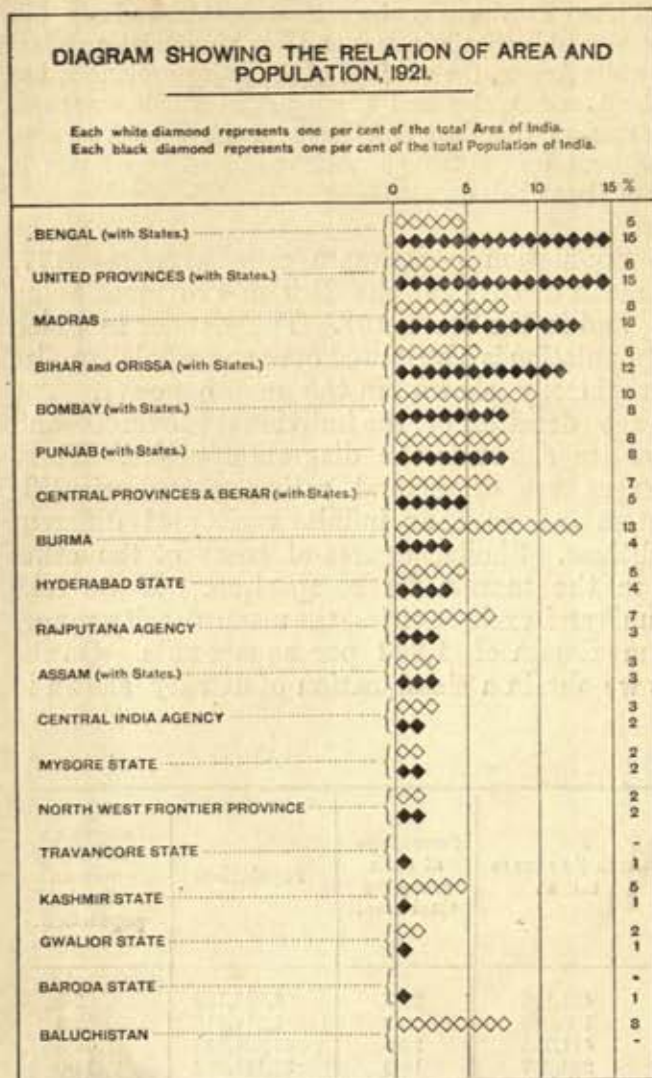 DIAGRAM SHOWING THE RELATION OF AREA AND
POPULATION, 1921.
Each white diamond represents one per cent of the total Area of India.
Each black diamond represents one per cent of the total Population of India.
0 5 10 15 %
BENGAL (with States.) 5
15
UNITED PROVINCES (with States.) 6
15
MADRAS 8
13
BIHAR and ORISSA (with States.) 6
12
BOMBAY (with States.) 10
8
PUNJAB (with States.) 8
8
CENTRAL PROVINCES & BERAR (with States.) 7
5
BURMA 13
4
HYDERABAD STATE 5
4
RAJPUTANA AGENCY 7
3
ASSAM (with States.) 3
3
CENTRAL INDIA AGENCY 3
2
MYSORE STATE 2
2
NORTH WEST FRONTIER PROVINCE 2
2
TRAVANCORE STATE -
1
KASHMIR STATE 5
1
GWALIOR STATE 2
1
BARODA STATE -
1
BALUCHISTAN 8
-